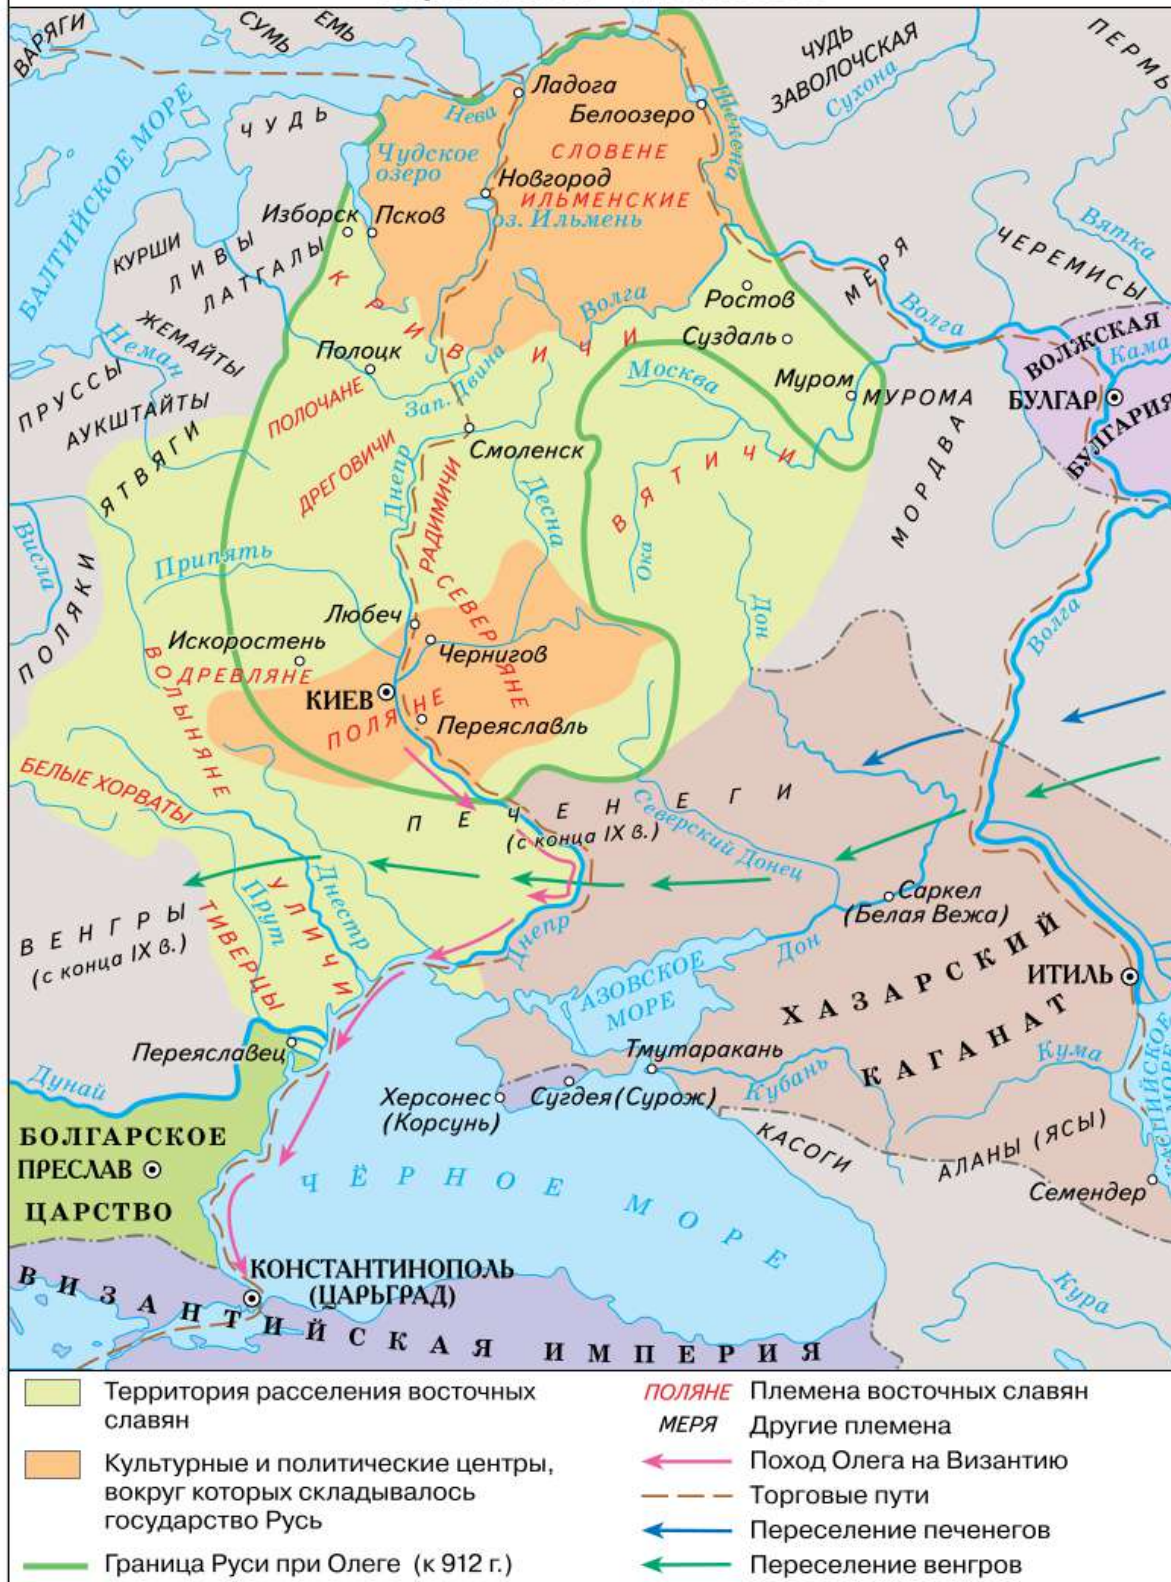 ВАРЯГИ
СУМЬ
ЕМЬ
ЧУДЬ
ЗАВОЛОЧСКАЯ
ПЕРМЬ
Сухона
БАЛТИЙСКОЕ МОРЕ
Ладога
Нева
Белоозеро
Шексна
ЧУДЬ
Чудское
озеро
СЛОВЕНЕ
Новгород
ИЛЬМЕНСКИЕ
оз. Ильмень
Изборск
Псков
Вятка
КУРШИ
ЛИВЫ
ЛАТГАЛЫ
КРИВИЧИ
МЕРЯ
ЧЕРЕМИСЫ
Волга
Ростов
Волга
Суздаль
ЖЕМАЙТЫ
Неман
Полоцк
Зап. Двина
Москва
Муром
МУРОМА
ВОЛЖСКАЯ
Кама
БУЛГАР
БУЛГАРИЯ
ПРУССЫ
АУКШТАЙТЫ
ПОЛОЧАНЕ
ЯТВЯГИ
Смоленск
ДРЕГОВИЧИ
Днепр
РАДИМИЧИ
Десна
ВЯТИЧИ
МОРДВА
Висла
Припять
Ока
Дон
ПОЛЯКИ
СЕВЕРЯНЕ
Любеч
Искоростень
Чернигов
Волга
ДРЕВЛЯНЕ
ВОЛЫНЯНЕ
КИЕВ
ПОЛЯНЕ
Переяславль
БЕЛЫЕ ХОРВАТЫ
ПЕЧЕНЕГИ
(с конца IX в.)
Северский Донец
УЛИЧИ
Днестр
Прут
ТИВЕРЦЫ
ВЕНГРЫ
(с конца IX в.)
Днепр
Саркел
(Белая Вежа)
Дон
АЗОВСКОЕ
МОРЕ
ХАЗАРСКИЙ
КАГАНАТ
ИТИЛЬ
Переяславец
Дунай
Тмутаракань
Кубань
Кума
КАСПИЙСКОЕ
МОРЕ
Херсонес
(Корсунь)
Сугдея (Сурож)
КАСОГИ
АЛАНЫ (ЯСЫ)
Семендер
БОЛГАРСКОЕ
ПРЕСЛАВ
ЦАРСТВО
ЧЁРНОЕ МОРЕ
КОНСТАНТИНОПОЛЬ
(ЦАРЬГРАД)
Кура
ВИЗАНТИЙСКАЯ ИМПЕРИЯ
Территория расселения восточных
славян
Культурные и политические центры,
вокруг которых складывалось
государство Русь
Граница Руси при Олеге (к 912 г.)
ПОЛЯНЕ Племена восточных славян
МЕРЯ Другие племена
Поход Олега на Византию
Торговые пути
Переселение печенегов
Переселение венгров